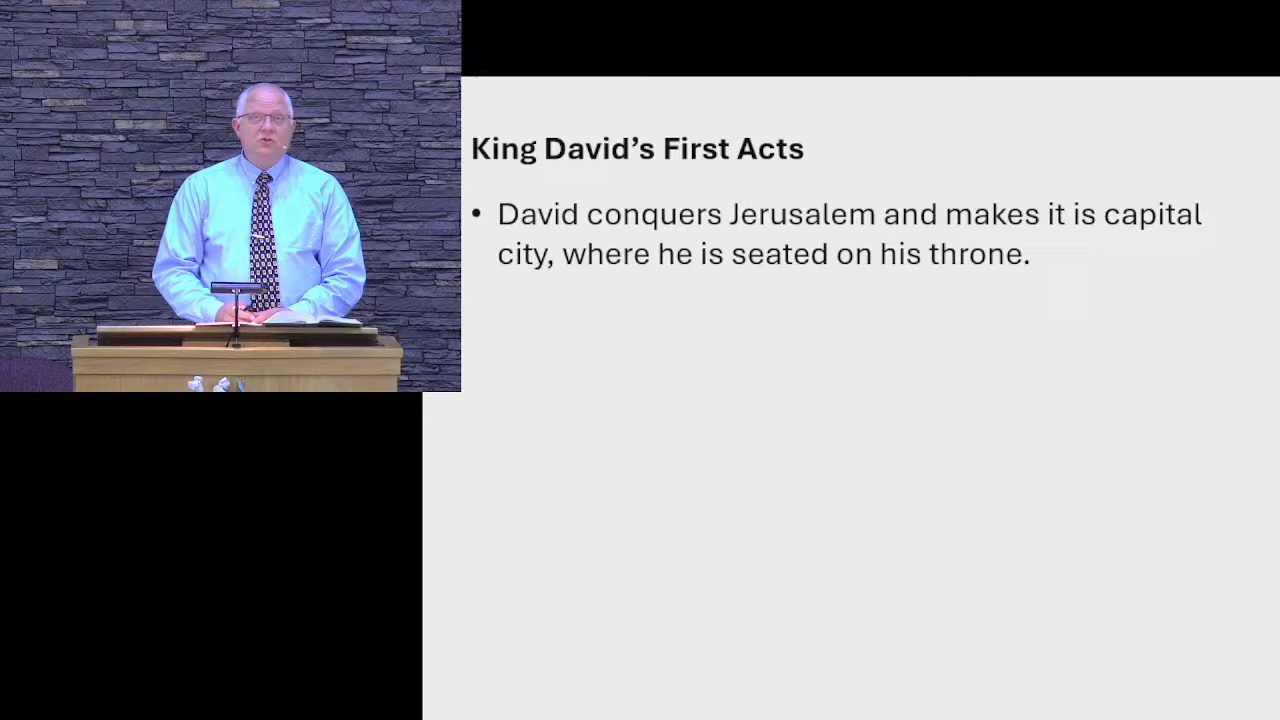 King David’s First Acts
• David conquers Jerusalem and makes it is capital
city, where he is seated on his throne.